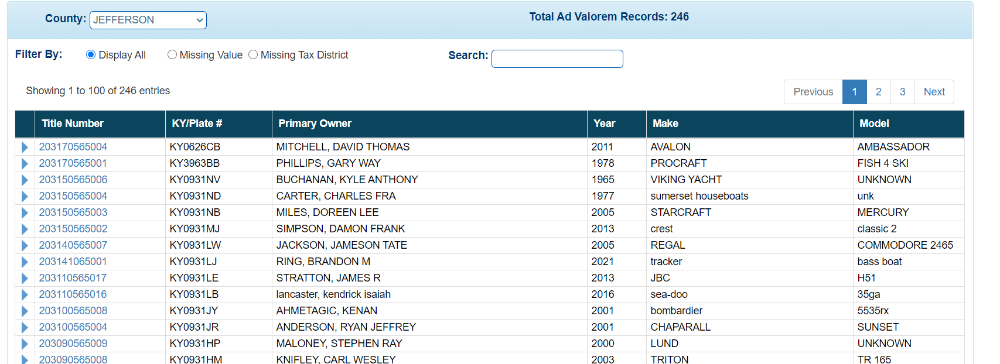 County: JEFFERSON Total Ad Valorem Records: 246
Filter By: Display All Missing Value Missing Tax District Search:
Showing 1 to 100 of 246 entries Previous 1 2 3 Next
Title Number KY/Plate # Primary Owner Year Make Model
203170565004 KY0626CB MITCHELL, DAVID THOMAS 2011 AVALON AMBASSADOR
203170565001 KY3963BB PHILLIPS, GARY WAY 1978 PROCRAFT FISH 4 SKI
203150565006 KY0931NV BUCHANAN, KYLE ANTHONY 1965 VIKING YACHT UNKNOWN
203150565004 KY0931ND CARTER, CHARLES FRA 1977 sumerset houseboats unk
203150565003 KY0931NB MILES, DOREEN LEE 2005 STARCRAFT MERCURY
203150565002 KY0931MJ SIMPSON, DAMON FRANK 2013 crest classic 2
203140565007 KY0931LW JACKSON, JAMESON TATE 2005 REGAL COMMODORE 2465
203141065001 KY0931LJ RING, BRANDON M 2021 tracker bass boat
203110565017 KY0931LE STRATTON, JAMES R 2013 JBC H51
203110565016 KY0931LB lancaster, kendrick isaiah 2016 sea-doo 35ga
203100565008 KY0931JY AHMETAGIC, KENAN 2001 bombardier 5535rx
203100565004 KY0931JR ANDERSON, RYAN JEFFREY 2001 CHAPARALL SUNSET
203090565009 KY0931HP MALONEY, STEPHEN RAY 2000 LUND UNKNOWN
203090565008 KY0931HM KNIFLEY, CARL WESLEY 2003 TRITON TR 165